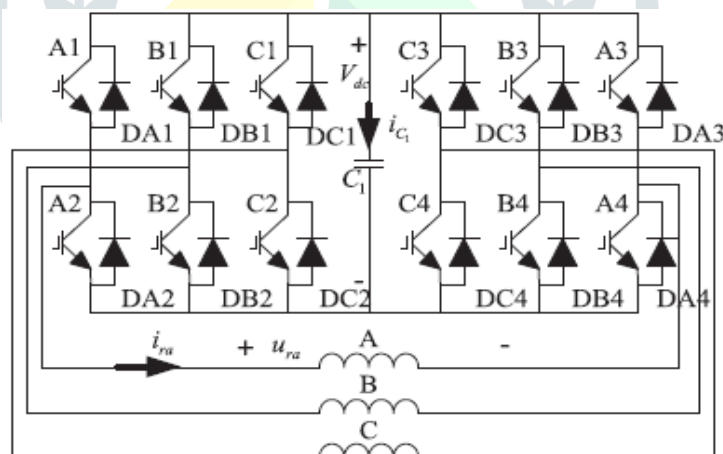 A1 B1 C1 + C3 B3 A3
V_dc
i_C1
DA1 DB1 DC1 DC3 DB3 DA3
C_1
A2 B2 C2 C4 B4 A4
-
DA2 DB2 DC2 DC4 DB4 DA4
i_ra + u_ra A -
B
C